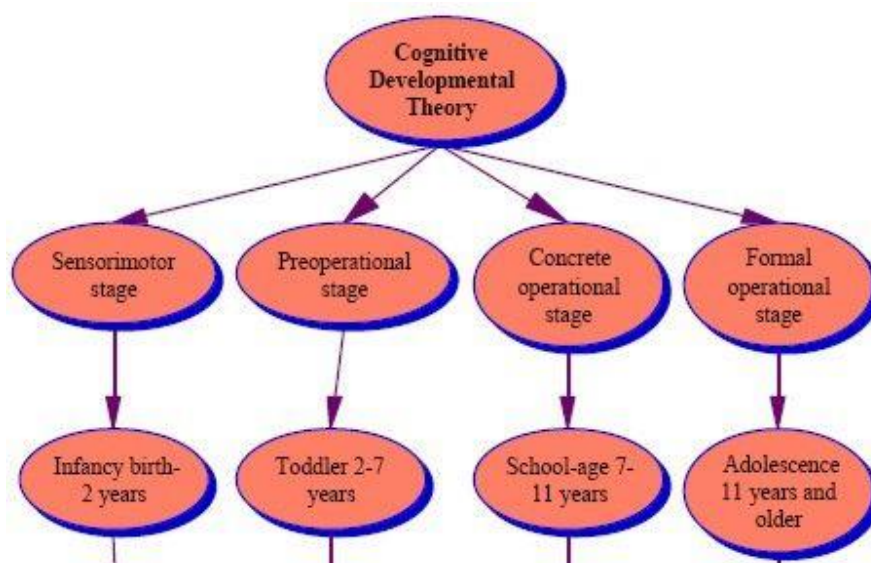 Cognitive
Developmental
Theory
Sensorimotor
stage
Preoperational
stage
Concrete
operational
stage
Formal
operational
stage
Infancy birth-
2 years
Toddler 2-7
years
School-age 7-
11 years
Adolescence
11 years and
older